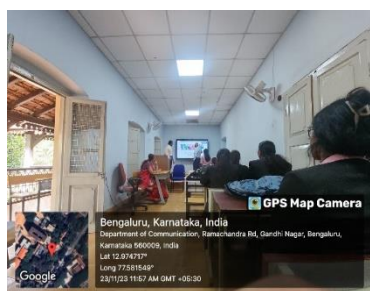 GPS Map Camera
Bengaluru, Karnataka, India
Department of Communication, Ramachandra Rd, Gandhi Nagar, Bengaluru,
Karnataka 560009, India
Lat 12.974717°
Long 77.581549°
23/11/23 11:57 AM GMT +05:30
Google